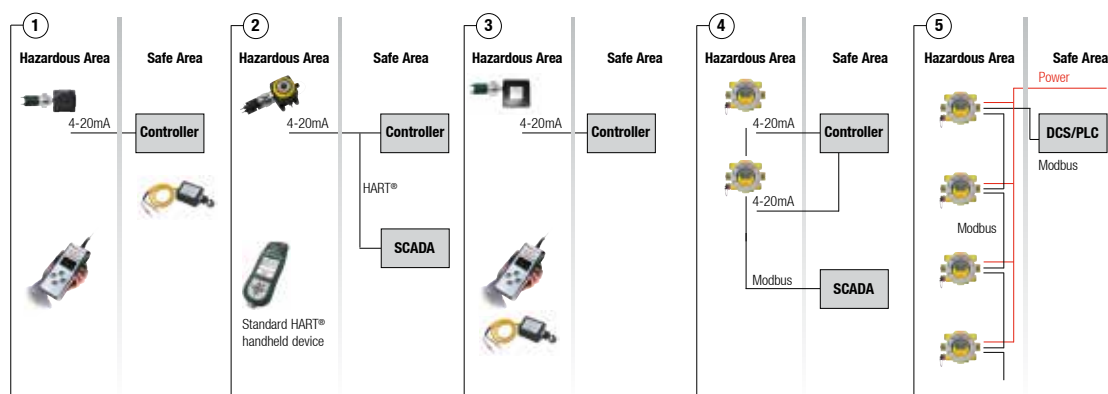 1
Hazardous Area
Safe Area
4-20mA
Controller
2
Hazardous Area
Safe Area
4-20mA
Controller
HART®
SCADA
Standard HART®
handheld device
3
Hazardous Area
Safe Area
4-20mA
Controller
4
Hazardous Area
Safe Area
4-20mA
Controller
4-20mA
Modbus
SCADA
5
Hazardous Area
Safe Area
Power
DCS/PLC
Modbus
Modbus